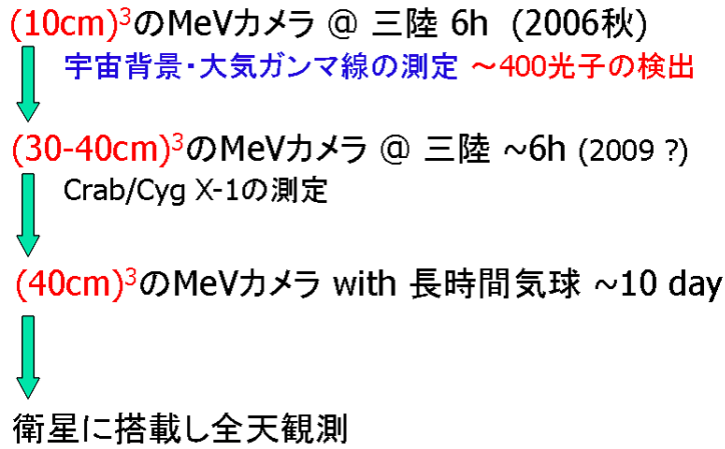 (10cm)³のMeVカメラ @ 三陸 6h (2006秋)
宇宙背景・大気ガンマ線の測定 ～400光子の検出
(30-40cm)³のMeVカメラ @ 三陸 ~6h (2009 ?)
Crab/Cyg X-1の測定
(40cm)³のMeVカメラ with 長時間気球 ~10 day
衛星に搭載し全天観測